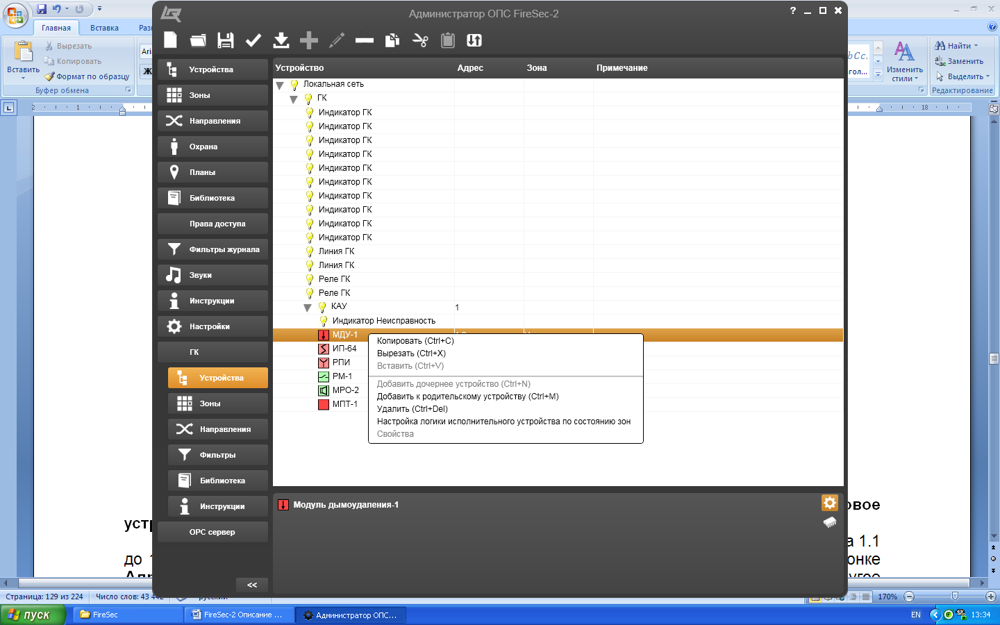 Администратор ОПС FireSec-2
?
Главная
Вставка
Раз
Вставить
Вырезать
Копировать
Формат по образцу
Буфер обмена
Ari
Ж
Изменить стили
Найти
Заменить
Выделить
Редактирование
2 1
18
Устройства
Зоны
Направления
Охрана
Планы
Библиотека
Права доступа
Фильтры журнала
Звуки
Инструкции
Настройки
ГК
Устройства
Зоны
Направления
Фильтры
Библиотека
Инструкции
OPC сервер
<<
Устройство Адрес Зона Примечание
Локальная сеть
ГК
Индикатор ГК
Индикатор ГК
Индикатор ГК
Индикатор ГК
Индикатор ГК
Индикатор ГК
Индикатор ГК
Индикатор ГК
Индикатор ГК
Индикатор ГК
Линия ГК
Линия ГК
Реле ГК
Реле ГК
КАУ 1
Индикатор Неисправность
МДУ-1
ИП-64
РПИ
РМ-1
МРО-2
МПТ-1
Копировать (Ctrl+C)
Вырезать (Ctrl+X)
Вставить (Ctrl+V)
Добавить дочернее устройство (Ctrl+N)
Добавить к родительскому устройству (Ctrl+M)
Удалить (Ctrl+Del)
Настройка логики исполнительного устройства по состоянию зон
Свойства
Модуль дымоудаления-1
овое
устр
а 1.1
до 1
онке
Страница: 129 из 224
Число слов: 43 442
русский
170%
пуск
FireSec
FireSec-2 Описание ...
Администратор ОПС...
EN
13:34